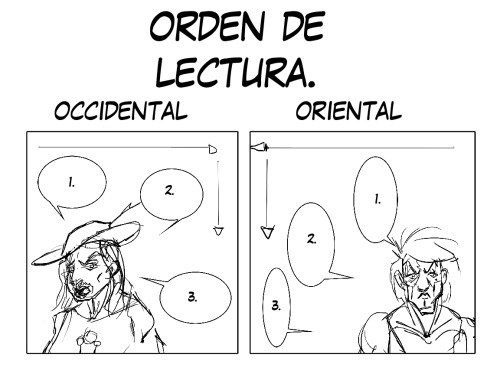 ORDEN DE
LECTURA.
OCCIDENTAL
ORIENTAL
1.
2.
3.
1.
2.
3.